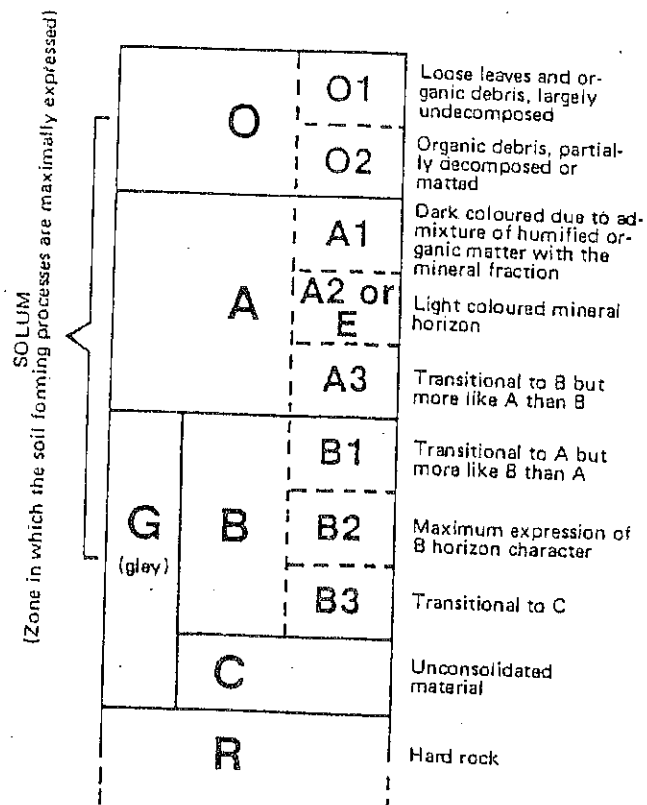 SOLUM
(Zone in which the soil forming processes are maximally expressed)
O
O1
Loose leaves and or-
ganic debris, largely
undecomposed
O2
Organic debris, partial-
ly decomposed or
matted
A
A1
Dark coloured due to ad-
mixture of humified or-
ganic matter with the
mineral fraction
A2 or
E
Light coloured mineral
horizon
A3
Transitional to B but
more like A than B
G
(gley)
B
B1
Transitional to A but
more like B than A
B2
Maximum expression of
B horizon character
B3
Transitional to C
C
Unconsolidated
material
R
Hard rock